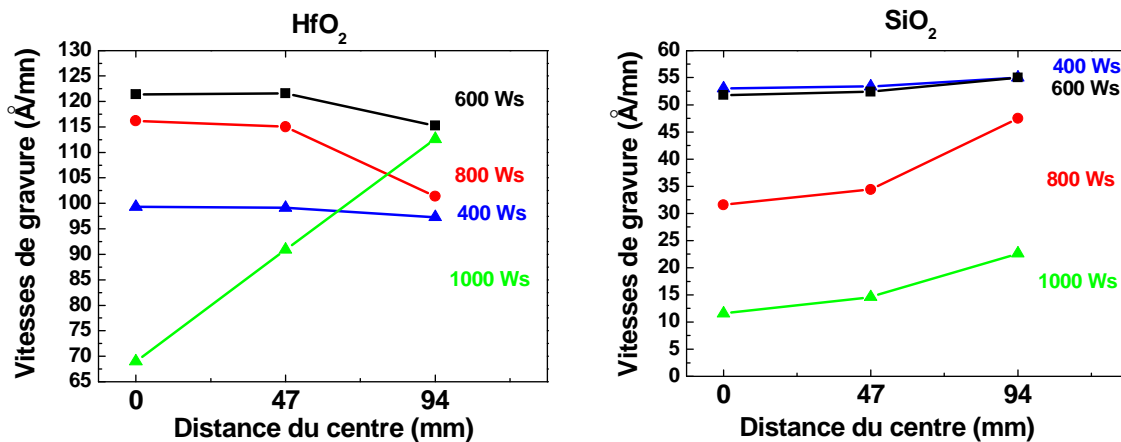 HfO₂
Vitesses de gravure (Å/mn)
130
125
120
115
110
105
100
95
90
85
80
75
70
65
600 Ws
800 Ws
400 Ws
1000 Ws
0 47 94
Distance du centre (mm)
SiO₂
Vitesses de gravure (Å/mn)
60
55
50
45
40
35
30
25
20
15
10
5
0
400 Ws
600 Ws
800 Ws
1000 Ws
0 47 94
Distance du centre (mm)